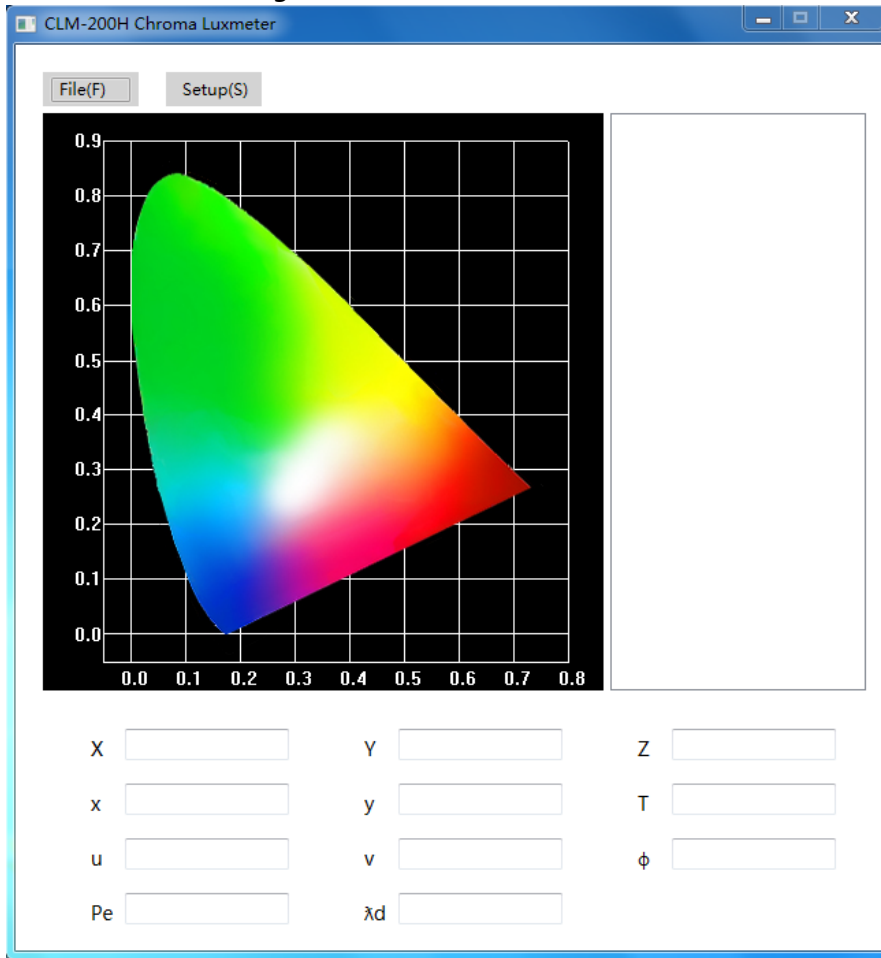 CLM-200H Chroma Luxmeter
File(F) Setup(S)
0.9
0.8
0.7
0.6
0.5
0.4
0.3
0.2
0.1
0.0
0.0 0.1 0.2 0.3 0.4 0.5 0.6 0.7 0.8
X Y Z
x y T
u v ϕ
Pe ƛd